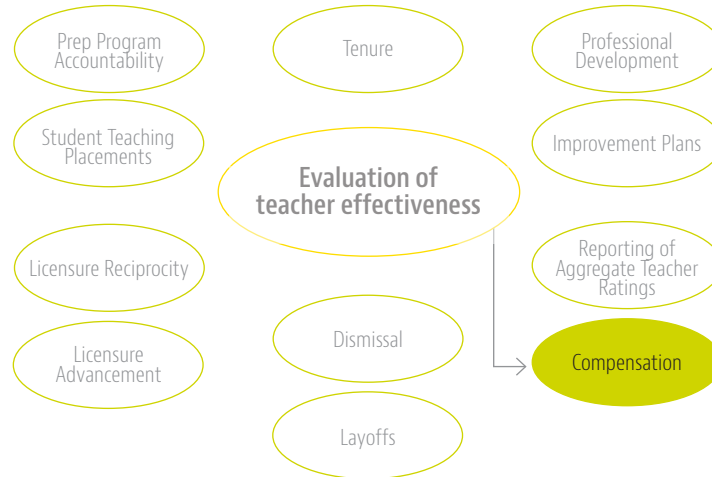 Prep Program
Accountability
Tenure
Professional
Development
Student Teaching
Placements
Improvement Plans
Evaluation of
teacher effectiveness
Licensure Reciprocity
Reporting of
Aggregate Teacher
Ratings
Licensure
Advancement
Dismissal
Compensation
Layoffs